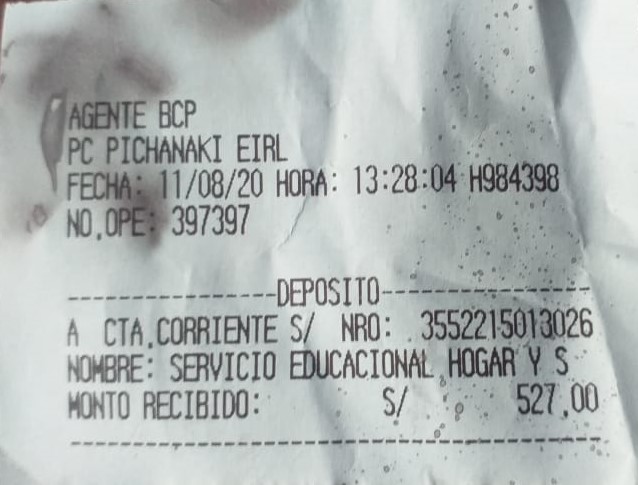 AGENTE BCP
PC PICHANAKI EIRL
FECHA: 11/08/20 HORA: 13:28:04 H984398
NO.OPE: 397397
--------------------DEPOSITO--------------------
A CTA.CORRIENTE S/ NRO: 3552215013026
NOMBRE: SERVICIO EDUCACIONAL HOGAR Y S
MONTO RECIBIDO: S/ 527.00
----------------------------------------------------